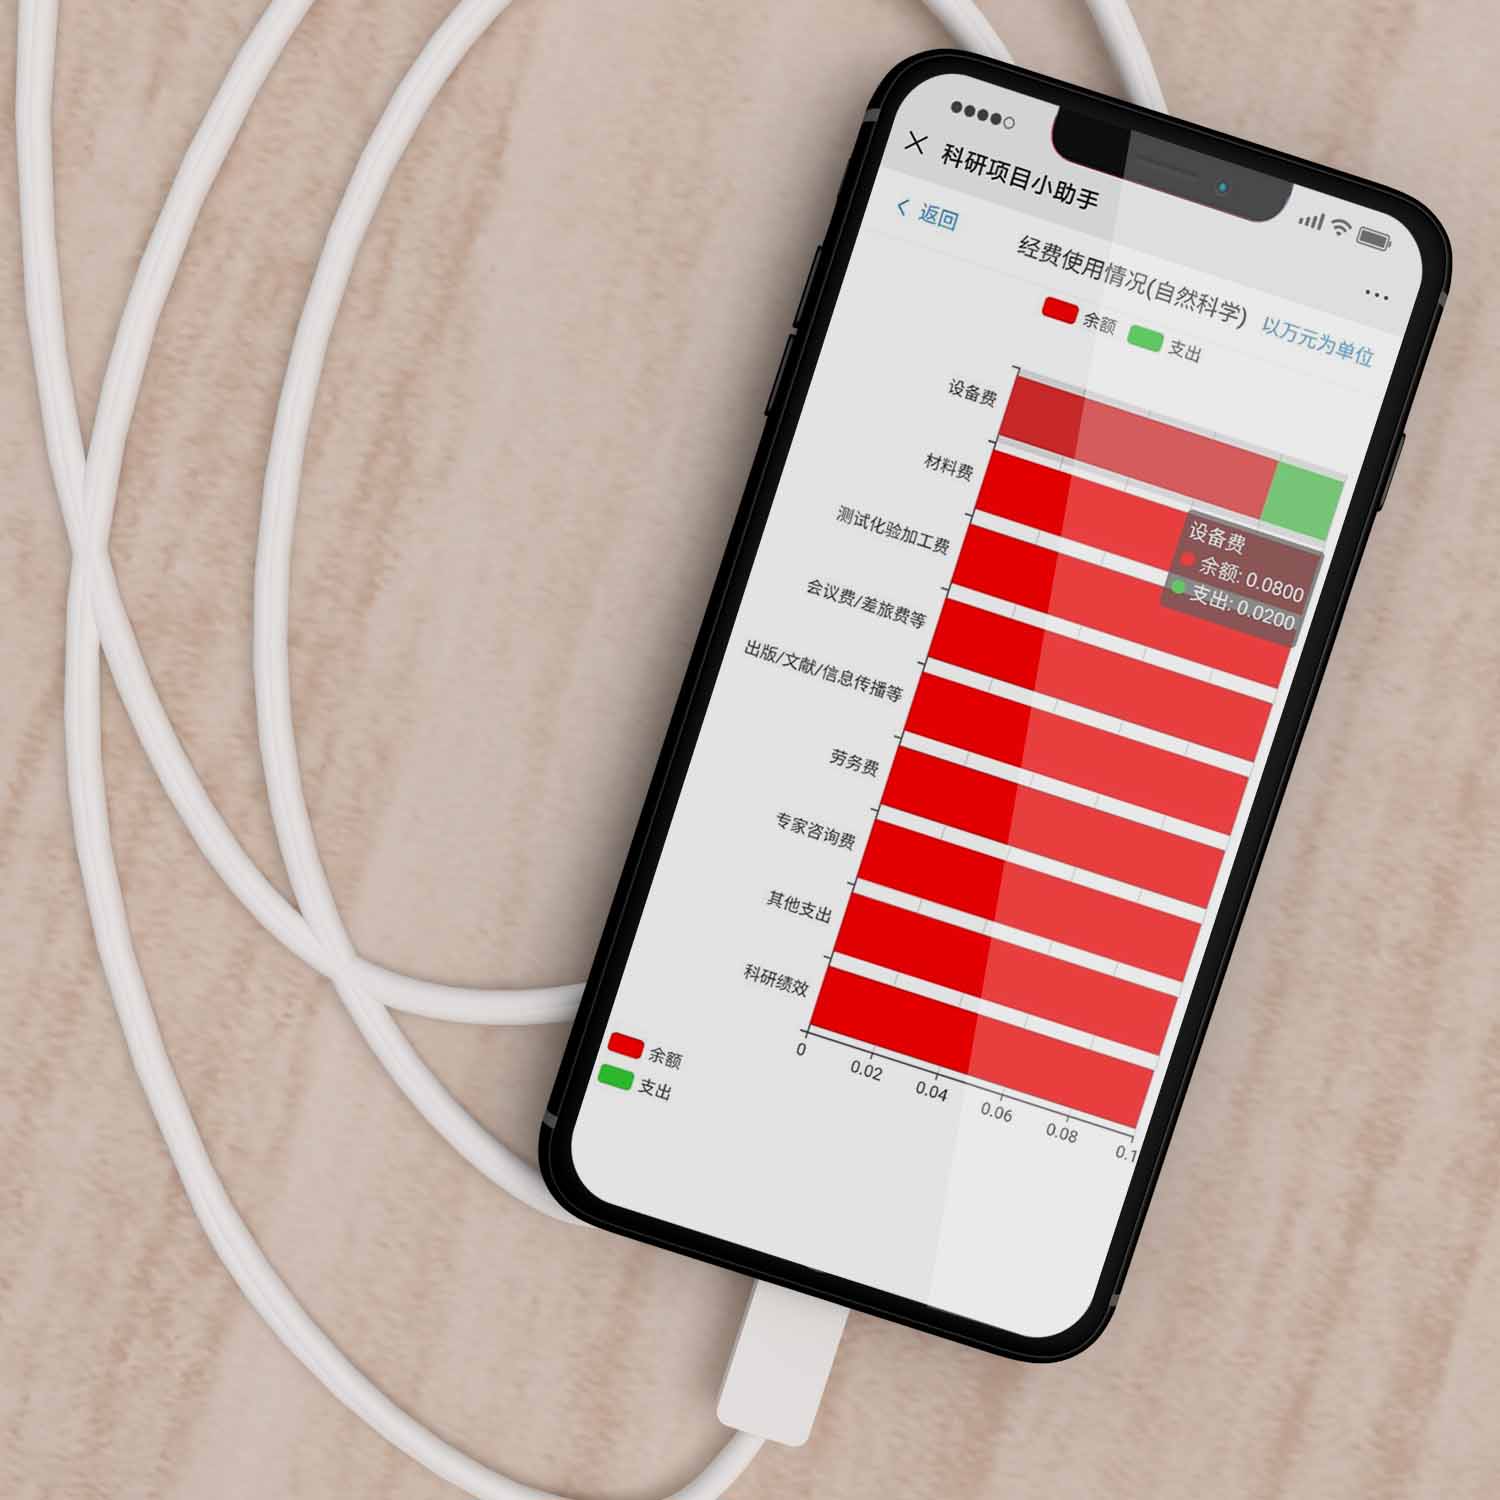 科研项目小助手
返回
经费使用情况(自然科学)
以万元为单位
余额 支出
设备费
材料费
测试化验加工费
会议费/差旅费等
出版/文献/信息传播等
劳务费
专家咨询费
其他支出
科研绩效
设备费
余额: 0.0800
支出: 0.0200
0 0.02 0.04 0.06 0.08 0.1
余额
支出